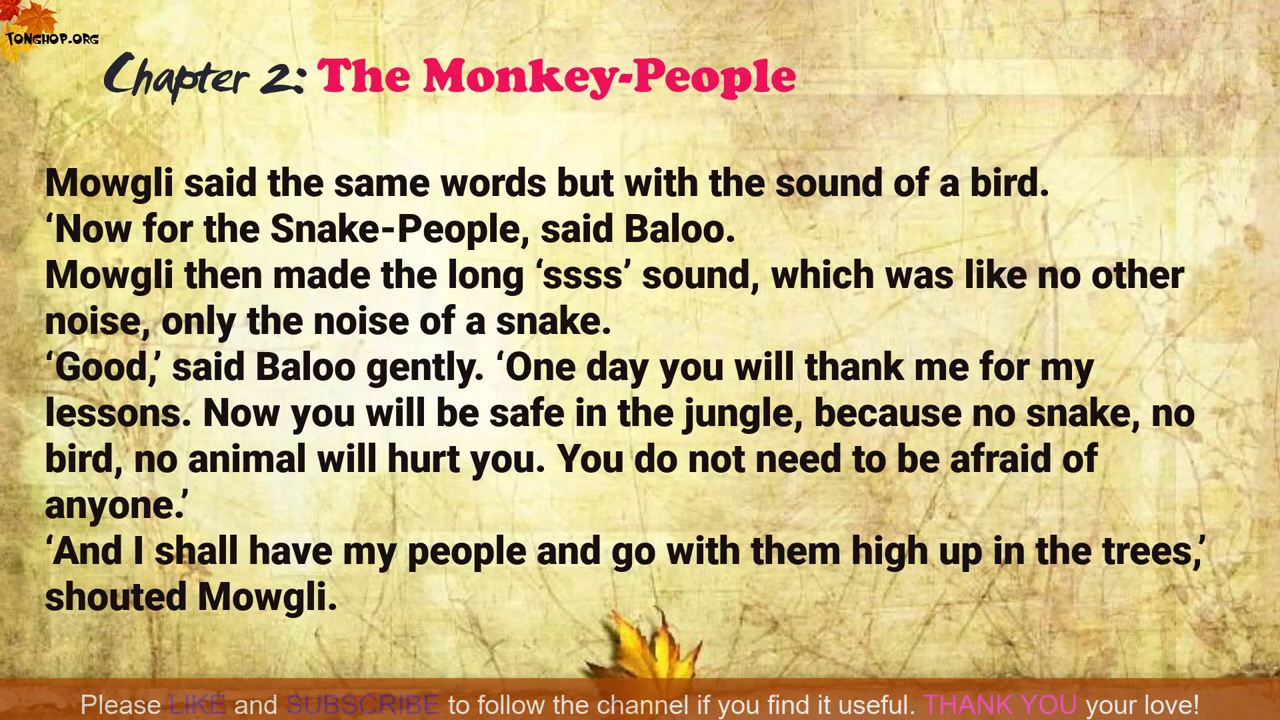 TONGHOP.ORG
Chapter 2: The Monkey-People
Mowgli said the same words but with the sound of a bird.
‘Now for the Snake-People, said Baloo.
Mowgli then made the long ‘ssss’ sound, which was like no other
noise, only the noise of a snake.
‘Good,’ said Baloo gently. ‘One day you will thank me for my
lessons. Now you will be safe in the jungle, because no snake, no
bird, no animal will hurt you. You do not need to be afraid of
anyone.’
‘And I shall have my people and go with them high up in the trees,’
shouted Mowgli.
Please LIKE and SUBSCRIBE to follow the channel if you find it useful. THANK YOU your love!